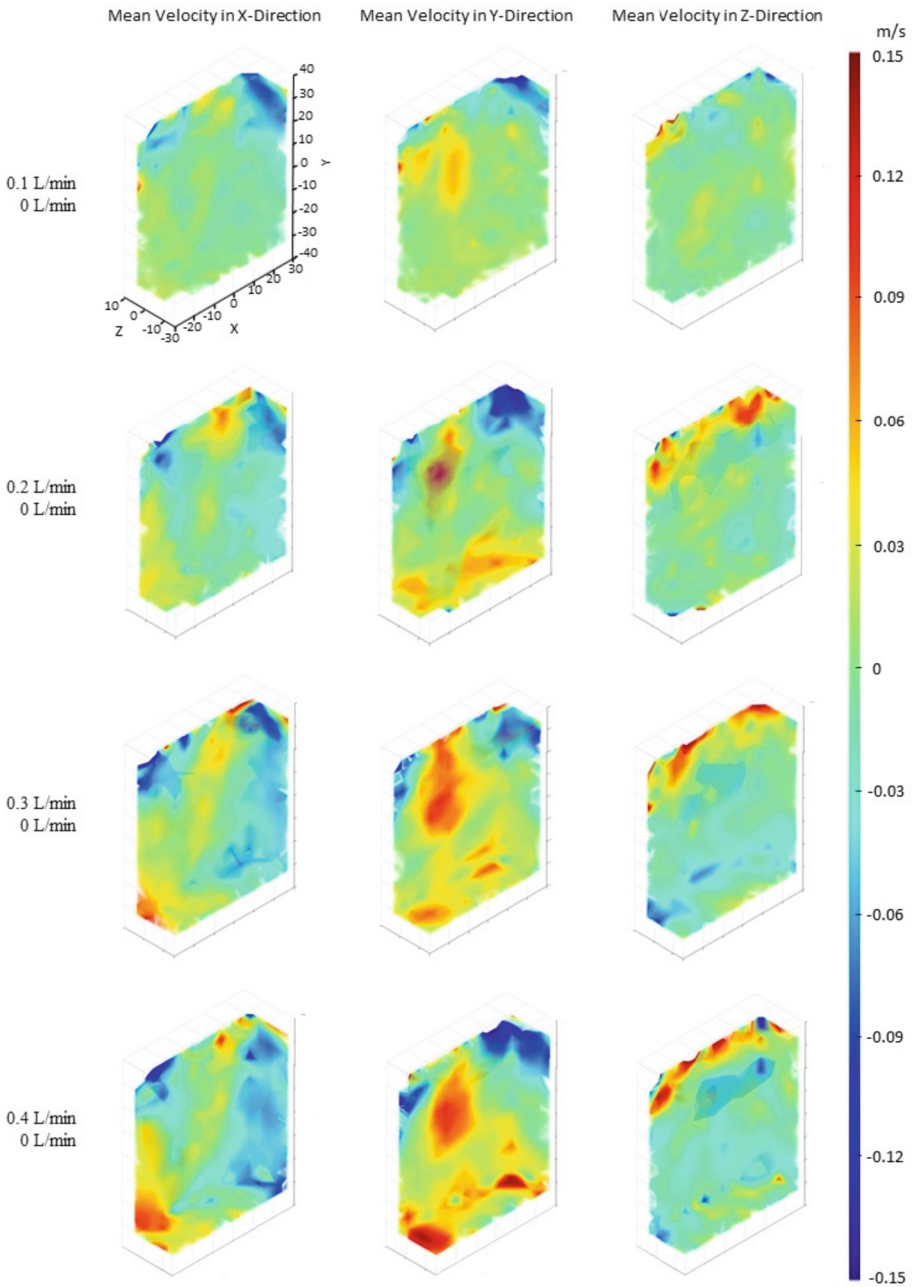 Mean Velocity in X-Direction Mean Velocity in Y-Direction Mean Velocity in Z-Direction
m/s
0.15
40
30
20
10
0 Y
-10
-20
-30
-40
0.1 L/min
0 L/min
0.12
10 0 -10 -30 -20 -10 0 10 20 30
Z X
0.09
0.06
0.2 L/min
0 L/min
0.03
0
0.3 L/min
0 L/min
-0.03
-0.06
-0.09
0.4 L/min
0 L/min
-0.12
-0.15